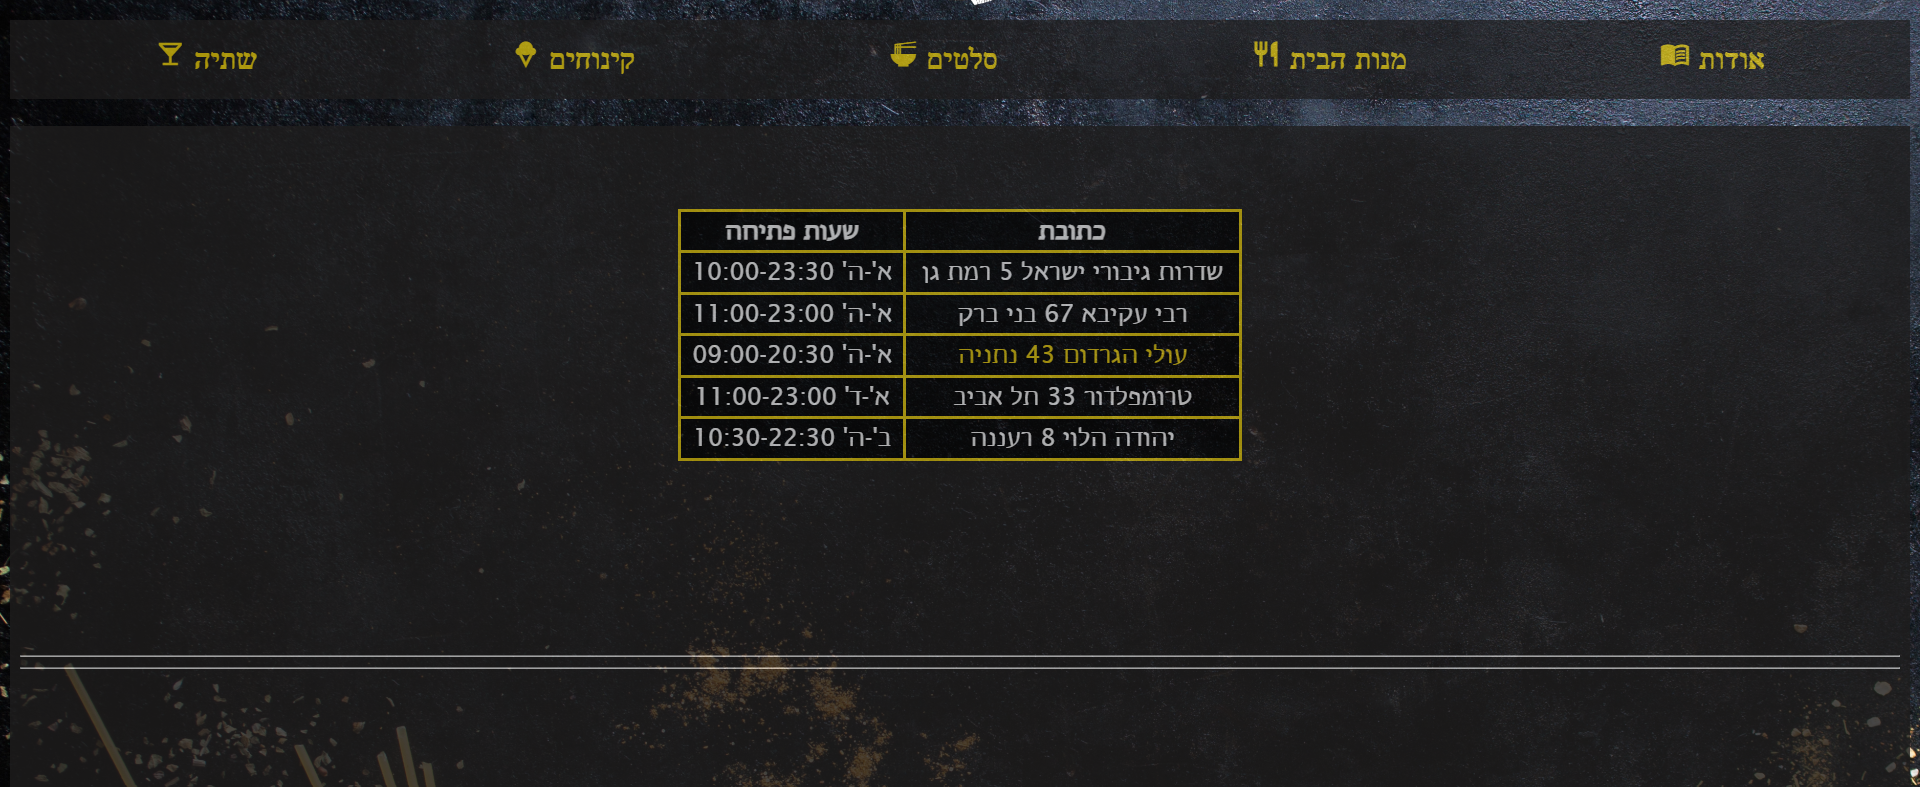 אודות מנות הבית סלטים קינוחים שתיה
כתובת שעות פתיחה
שדרות גיבורי ישראל 5 רמת גן א'-ה' 10:00-23:30
רבי עקיבא 67 בני ברק א'-ה' 11:00-23:00
עולי הגרדום 43 נתניה א'-ה' 09:00-20:30
טרומפלדור 33 תל אביב א'-ד' 11:00-23:00
יהודה הלוי 8 רעננה ב'-ה' 10:30-22:30